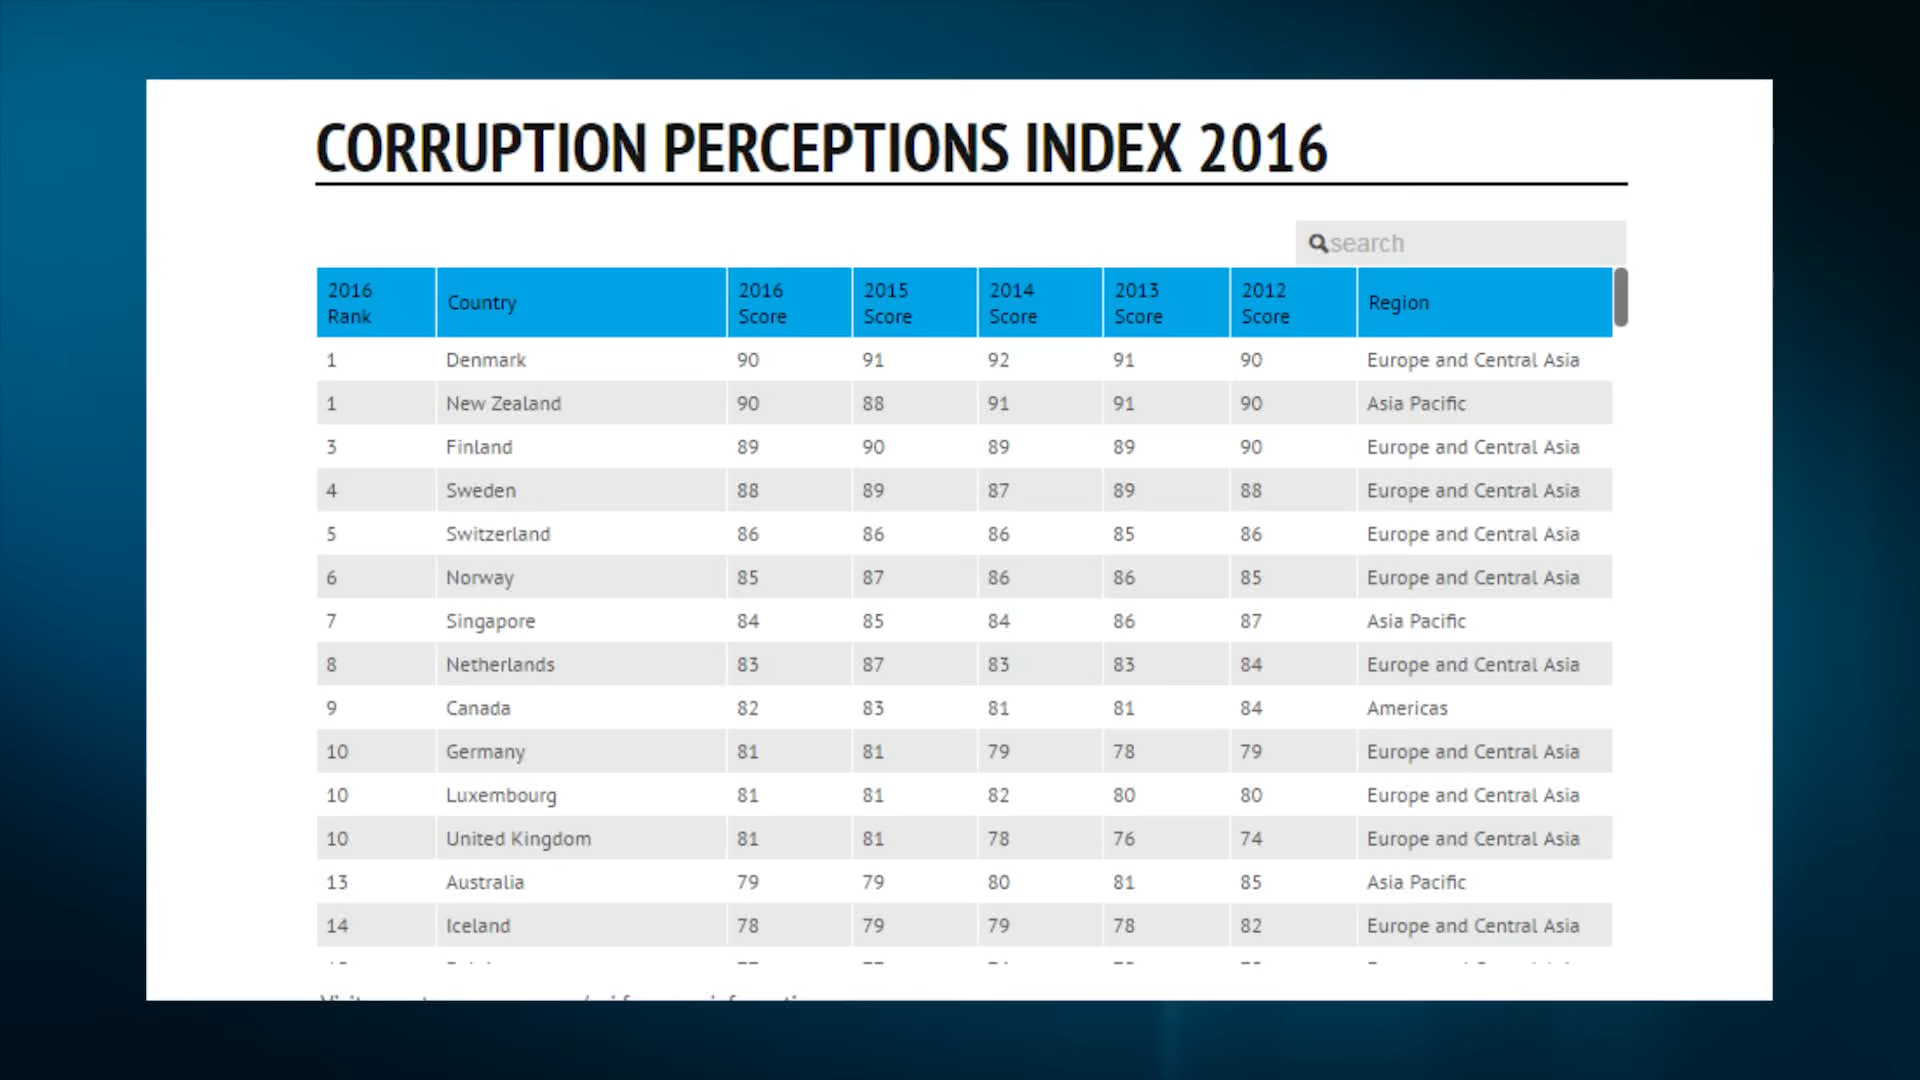 CORRUPTION PERCEPTIONS INDEX 2016
search
2016 Rank Country 2016 Score 2015 Score 2014 Score 2013 Score 2012 Score Region
1 Denmark 90 91 92 91 90 Europe and Central Asia
1 New Zealand 90 88 91 91 90 Asia Pacific
3 Finland 89 90 89 89 90 Europe and Central Asia
4 Sweden 88 89 87 89 88 Europe and Central Asia
5 Switzerland 86 86 86 85 86 Europe and Central Asia
6 Norway 85 87 86 86 85 Europe and Central Asia
7 Singapore 84 85 84 86 87 Asia Pacific
8 Netherlands 83 87 83 83 84 Europe and Central Asia
9 Canada 82 83 81 81 84 Americas
10 Germany 81 81 79 78 79 Europe and Central Asia
10 Luxembourg 81 81 82 80 80 Europe and Central Asia
10 United Kingdom 81 81 78 76 74 Europe and Central Asia
13 Australia 79 79 80 81 85 Asia Pacific
14 Iceland 78 79 79 78 82 Europe and Central Asia